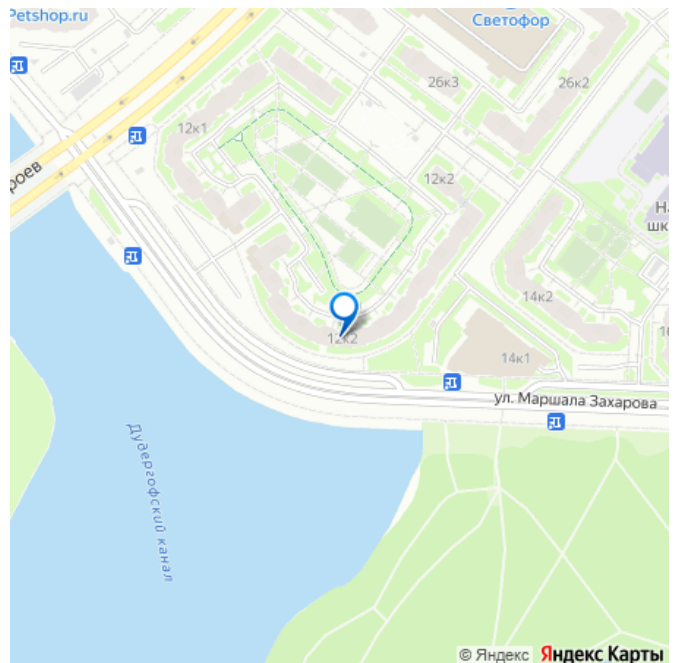 Petshop.ru
Светофор
26к3
26к2
12к1
12к2
роев
На
шк
14к2
12к2
14к1
16
ул. Маршала Захарова
Дудергофский канал
© Яндекс Яндекс Карты